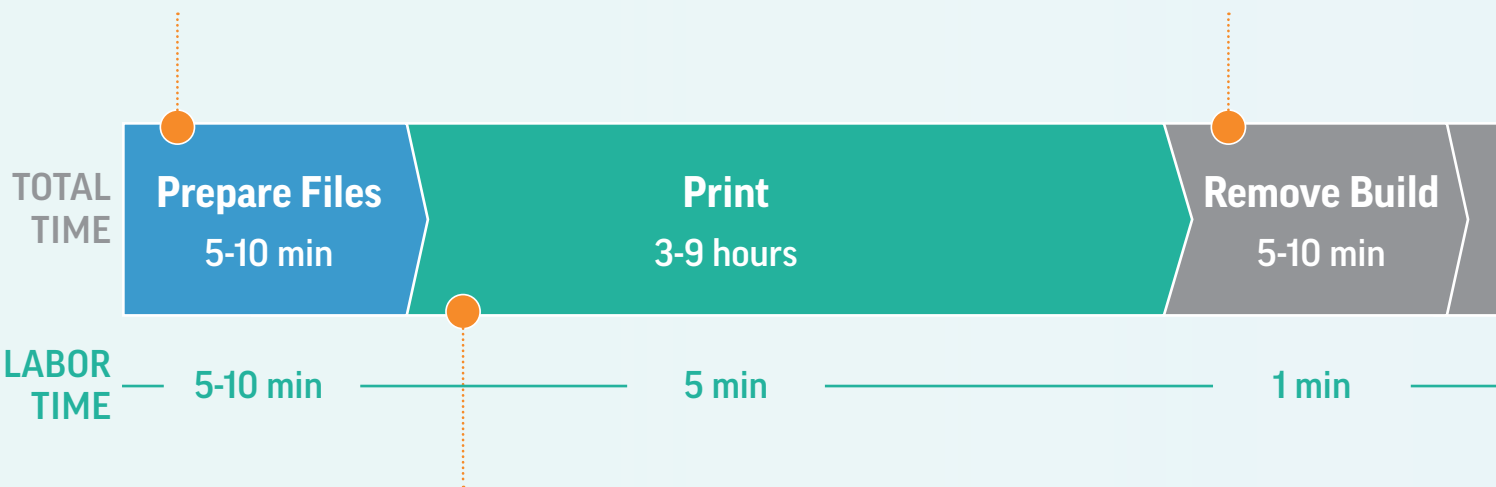 TOTAL
TIME
Prepare Files
5-10 min
Print
3-9 hours
Remove Build
5-10 min
LABOR
TIME
5-10 min
5 min
1 min